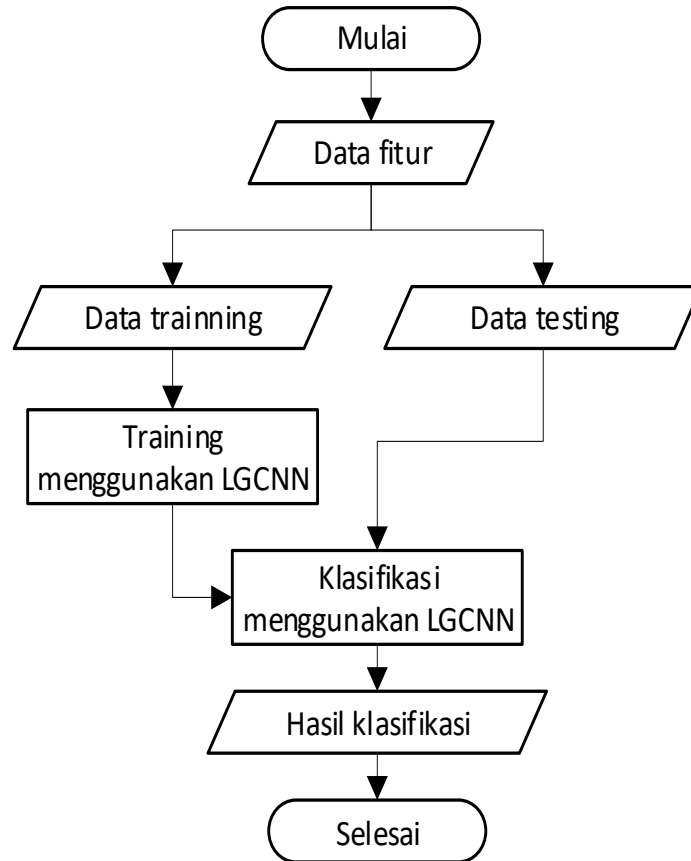 Mulai
Data fitur
Data trainning
Data testing
Training
menggunakan LGCNN
Klasifikasi
menggunakan LGCNN
Hasil klasifikasi
Selesai